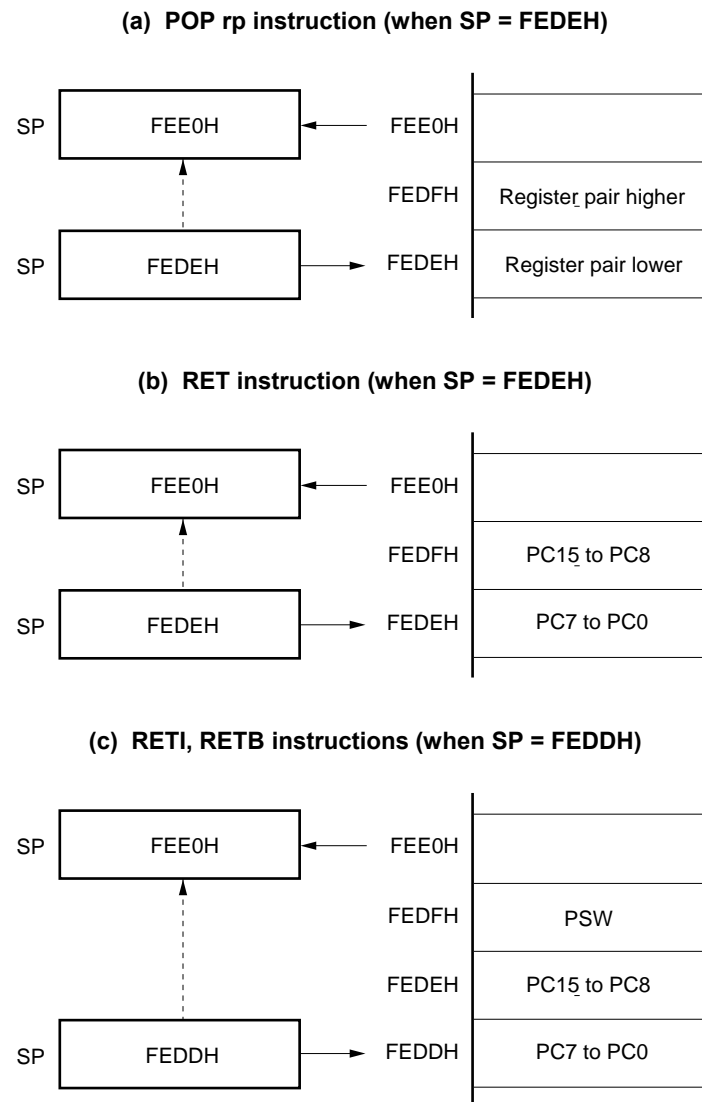 (a) POP rp instruction (when SP = FEDEH)
SP FEE0H FEE0H
FEDFH Register pair higher
SP FEDEH FEDEH Register pair lower
(b) RET instruction (when SP = FEDEH)
SP FEE0H FEE0H
FEDFH PC15 to PC8
SP FEDEH FEDEH PC7 to PC0
(c) RETI, RETB instructions (when SP = FEDDH)
SP FEE0H FEE0H
FEDFH PSW
FEDEH PC15 to PC8
SP FEDDH FEDDH PC7 to PC0